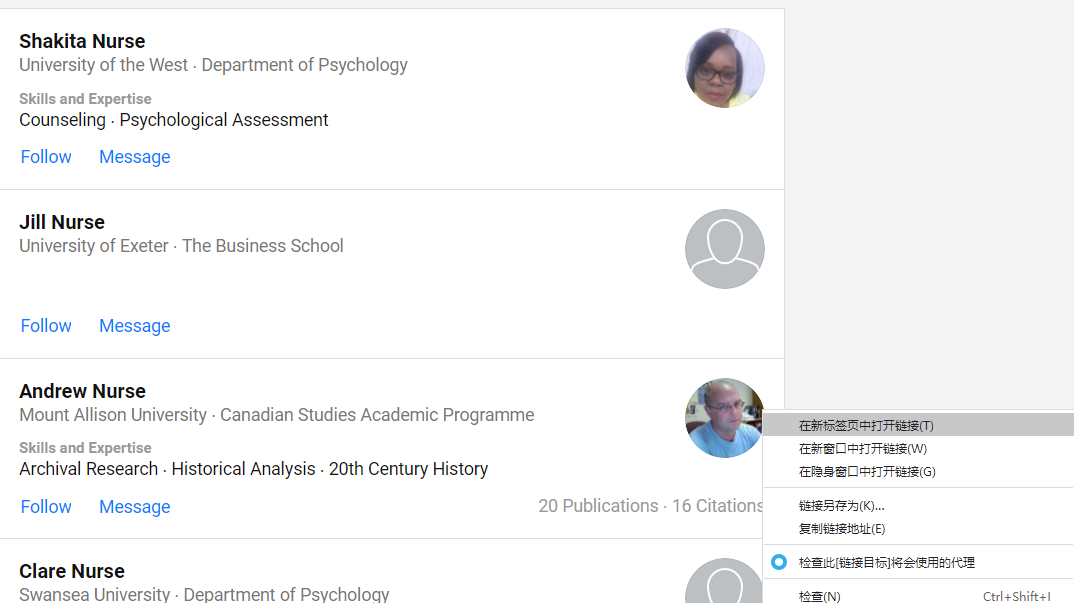 Shakita Nurse
University of the West · Department of Psychology
Skills and Expertise
Counseling · Psychological Assessment
Follow Message
Jill Nurse
University of Exeter · The Business School
Follow Message
Andrew Nurse
Mount Allison University · Canadian Studies Academic Programme
Skills and Expertise
Archival Research · Historical Analysis · 20th Century History
Follow Message 20 Publications · 16 Citations
Clare Nurse
Swansea University · Department of Psychology
在新标签页中打开链接(T)
在新窗口中打开链接(W)
在隐身窗口中打开链接(G)
链接另存为(K)...
复制链接地址(E)
检查此[链接目标]将会使用的代理
检查(N) Ctrl+Shift+I